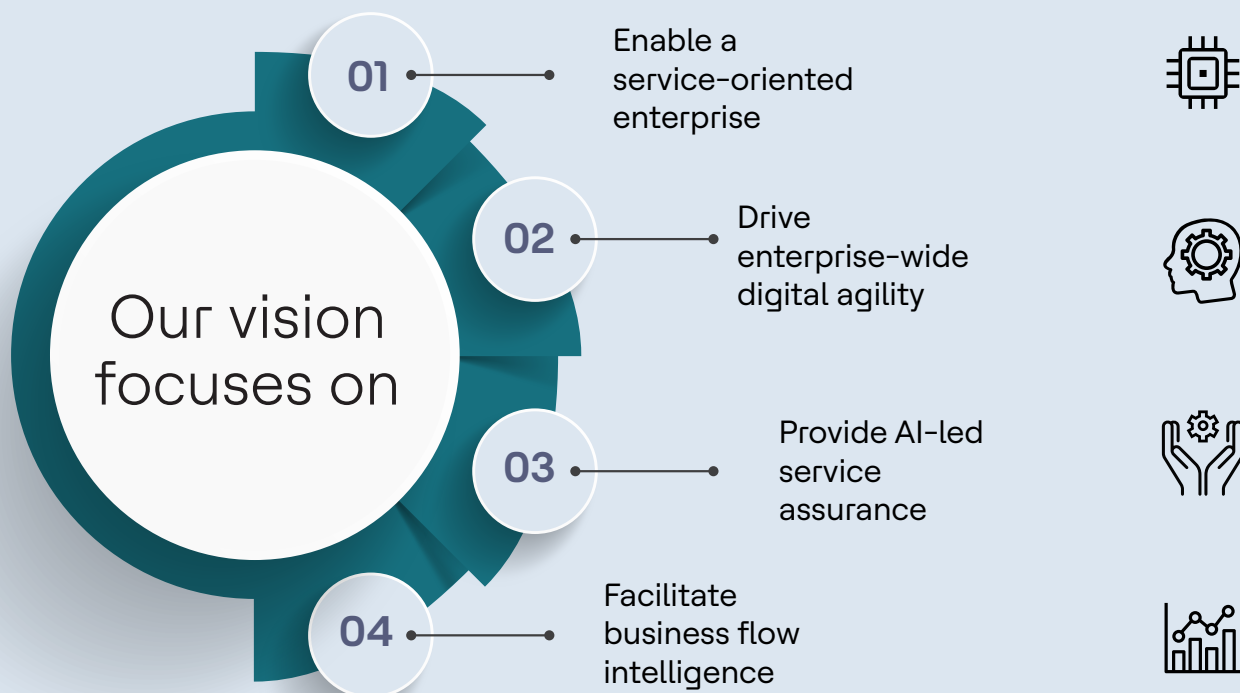 Our vision
focuses on
01
Enable a
service-oriented
enterprise
02
Drive
enterprise-wide
digital agility
03
Provide AI-led
service
assurance
04
Facilitate
business flow
intelligence